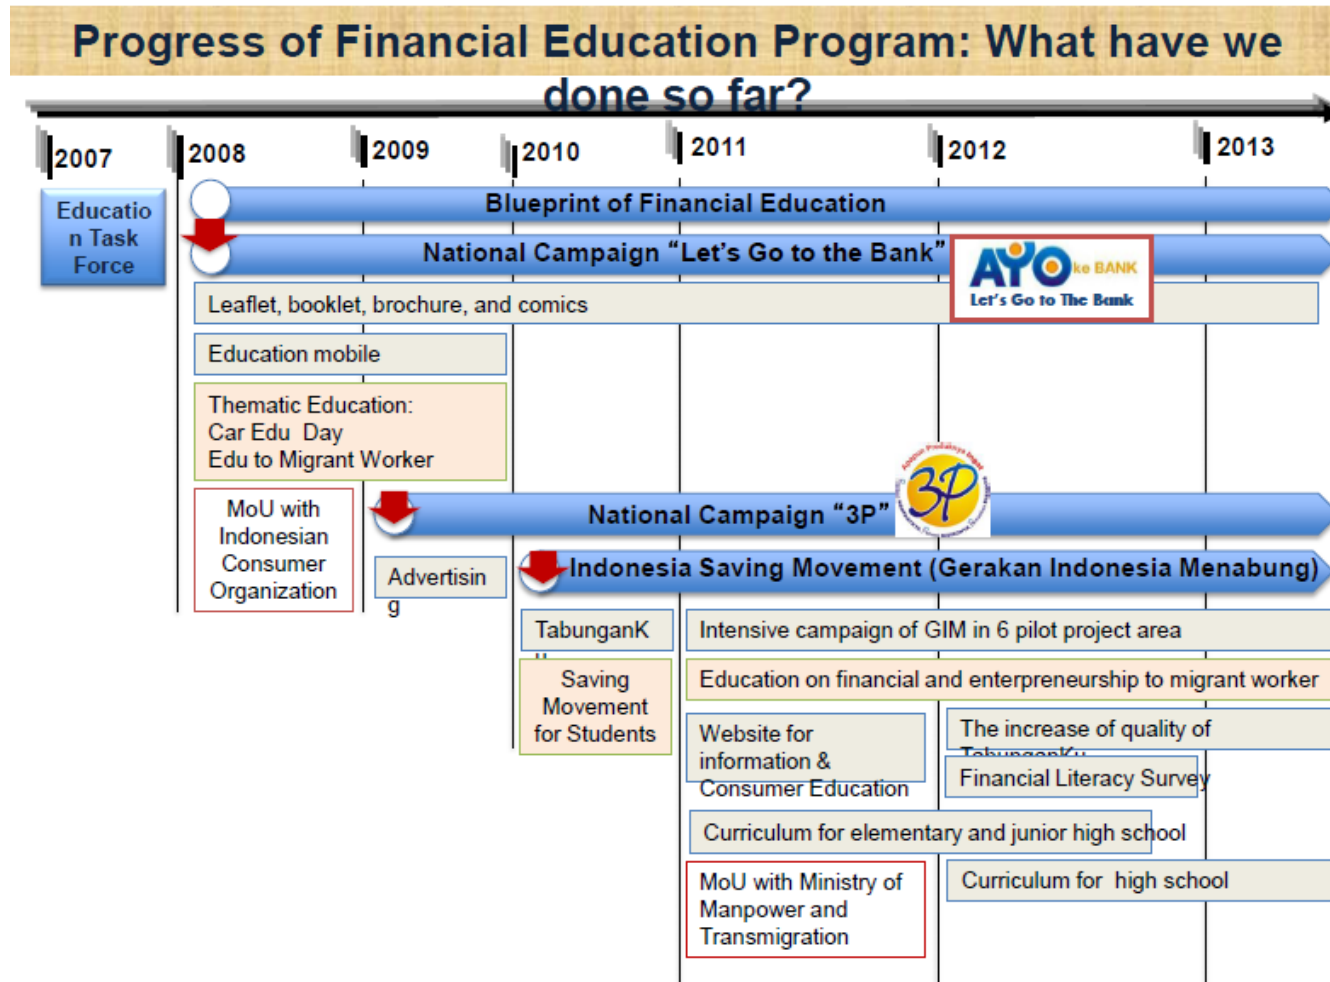 Progress of Financial Education Program: What have we
done so far?
2007
2008
2009
2010
2011
2012
2013
Educatio
n Task
Force
Blueprint of Financial Education
National Campaign “Let’s Go to the Bank”
AYO ke BANK
Let's Go to The Bank
Leaflet, booklet, brochure, and comics
Education mobile
Thematic Education:
Car Edu Day
Edu to Migrant Worker
MoU with
Indonesian
Consumer
Organization
National Campaign “3P”
3P
Advertisin
g
Indonesia Saving Movement (Gerakan Indonesia Menabung)
TabunganK
u
Intensive campaign of GIM in 6 pilot project area
Saving
Movement
for Students
Education on financial and enterpreneurship to migrant worker
Website for
information &
Consumer Education
The increase of quality of
TabunganKu
Financial Literacy Survey
Curriculum for elementary and junior high school
MoU with Ministry of
Manpower and
Transmigration
Curriculum for high school